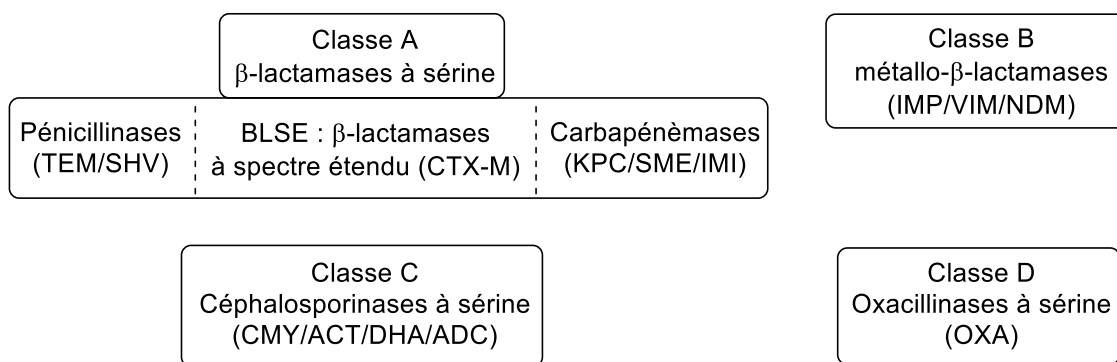 Classe A
β-lactamases à sérine
Pénicillinases
(TEM/SHV)
BLSE : β-lactamases
à spectre étendu (CTX-M)
Carbapénèmases
(KPC/SME/IMI)
Classe B
métallo-β-lactamases
(IMP/VIM/NDM)
Classe C
Céphalosporinases à sérine
(CMY/ACT/DHA/ADC)
Classe D
Oxacillinases à sérine
(OXA)